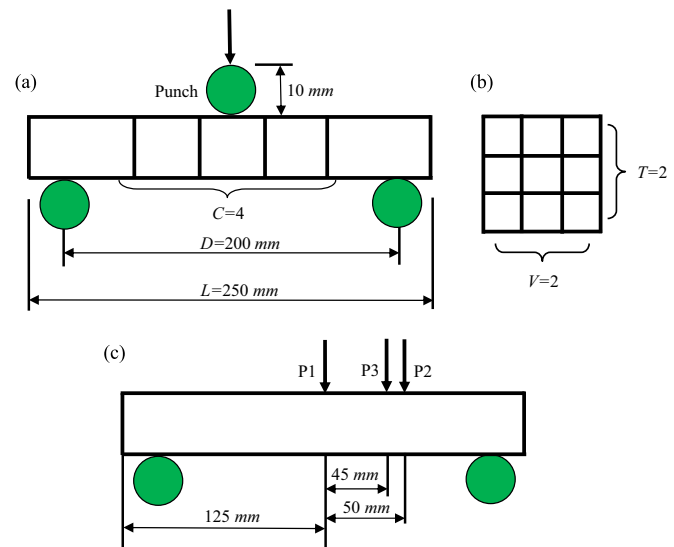 (a)
Punch
10 mm
C=4
D=200 mm
L=250 mm
(b)
T=2
V=2
(c)
P1
P3
P2
45 mm
50 mm
125 mm